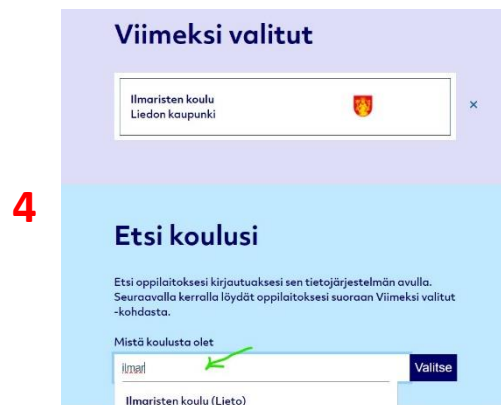 Viimeksi valitut
Ilmaristen koulu
Liedon kaupunki
×
4
Etsi koulusi
Etsi oppilaitoksesi kirjautuaksesi sen tietojärjestelmän avulla.
Seuraavalla kerralla löydät oppilaitoksesi suoraan Viimeksi valitut
-kohdasta.
Mistä koulusta olet
ilmari
Valitse
Ilmaristen koulu (Lieto)